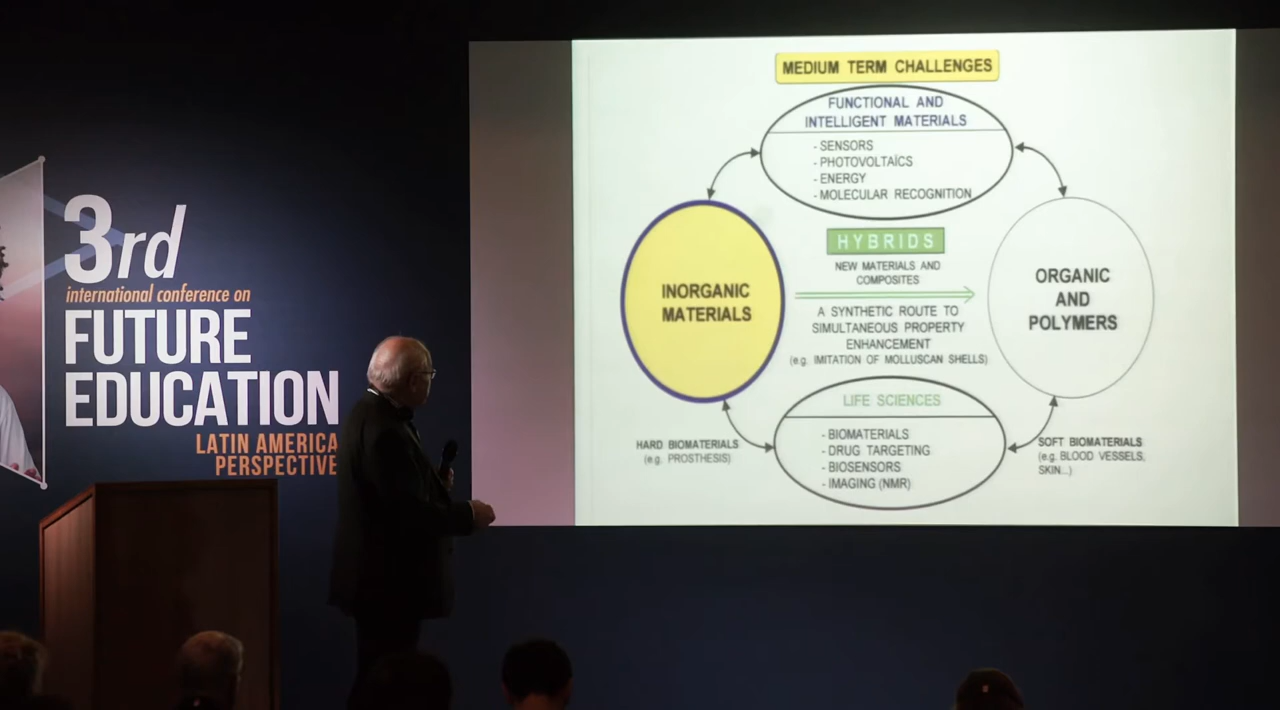 3rd
international conference on
FUTURE
EDUCATION
LATIN AMERICA
PERSPECTIVE
MEDIUM TERM CHALLENGES
FUNCTIONAL AND
INTELLIGENT MATERIALS
- SENSORS
- PHOTOVOLTAÏCS
- ENERGY
- MOLECULAR RECOGNITION
INORGANIC
MATERIALS
HYBRIDS
NEW MATERIALS AND
COMPOSITES
A SYNTHETIC ROUTE TO
SIMULTANEOUS PROPERTY
ENHANCEMENT
(e.g. IMITATION OF MOLLUSCAN SHELLS)
ORGANIC
AND
POLYMERS
LIFE SCIENCES
- BIOMATERIALS
- DRUG TARGETING
- BIOSENSORS
- IMAGING (NMR)
HARD BIOMATERIALS
(e.g. PROSTHESIS)
SOFT BIOMATERIALS
(e.g. BLOOD VESSELS,
SKIN...)